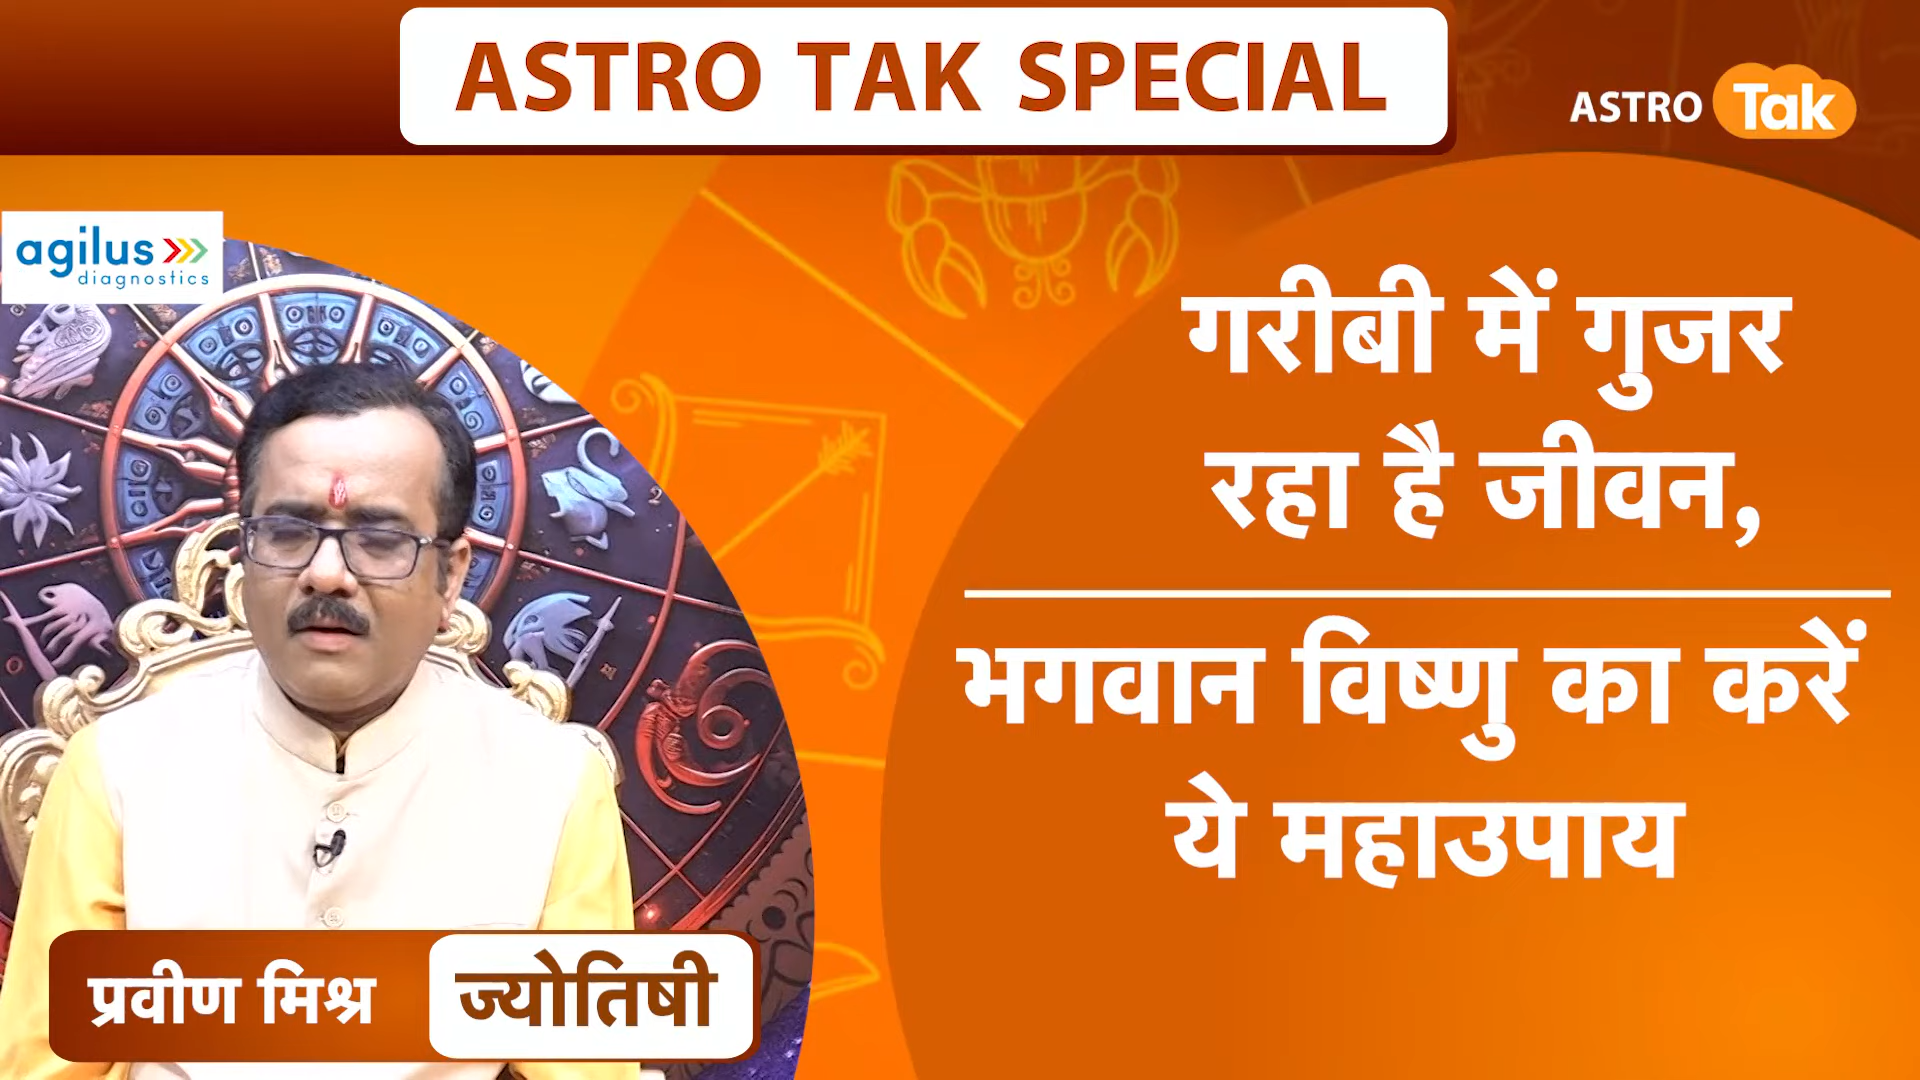 ASTRO TAK SPECIAL
ASTRO Tak
agilus
diagnostics
गरीबी में गुजर
रहा है जीवन,
भगवान विष्णु का करें
ये महाउपाय
प्रवीण मिश्र
ज्योतिषी